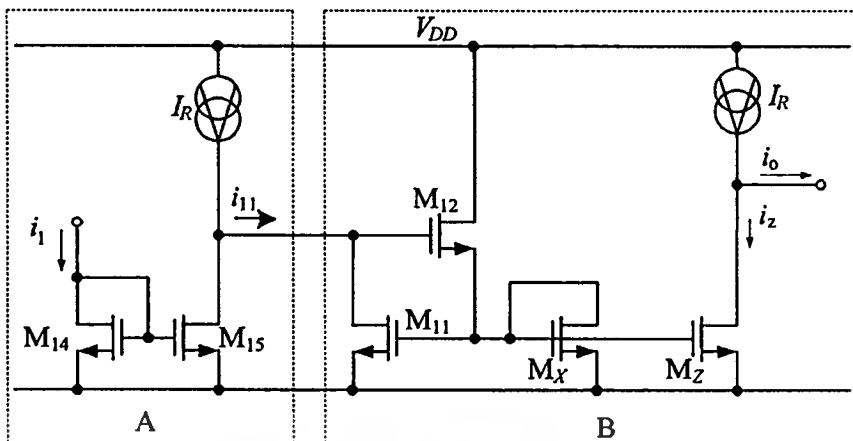 V_DD
I_R
I_R
i_1
i_11
M_12
i_o
i_z
M_14
M_15
M_11
M_X
M_Z
A
B